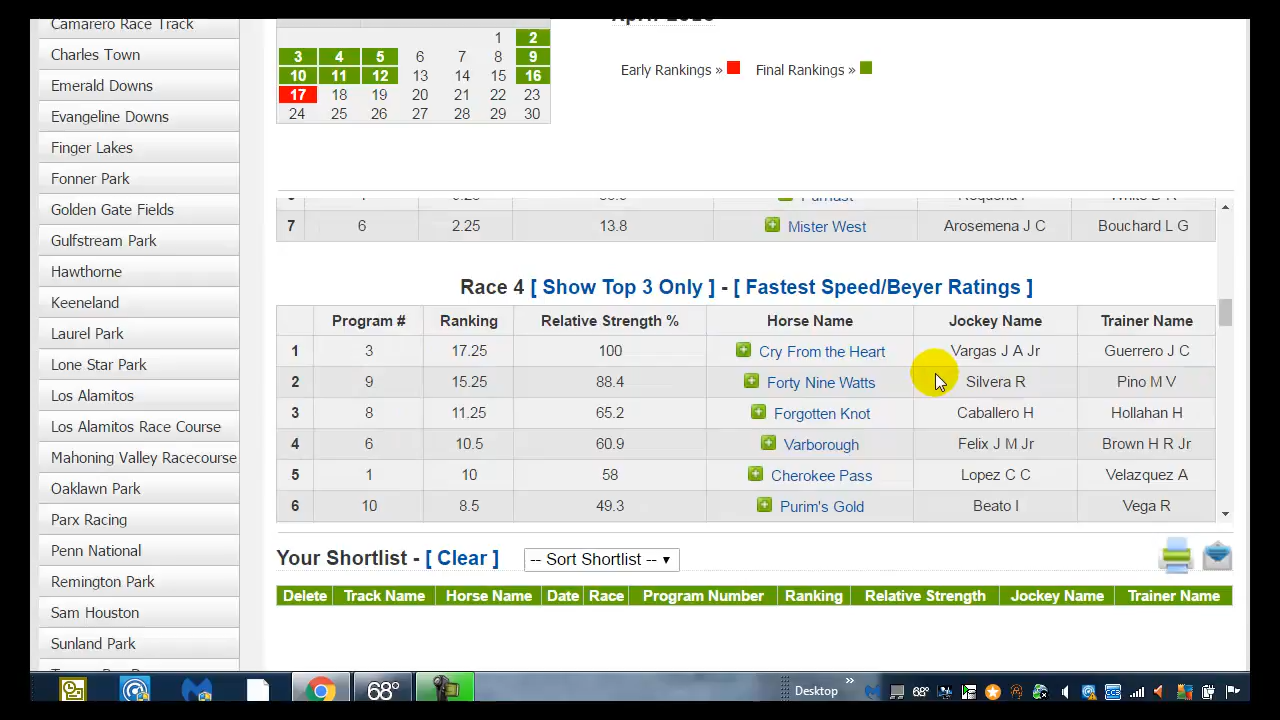 Camarero Race Track
Charles Town
Emerald Downs
Evangeline Downs
Finger Lakes
Fonner Park
Golden Gate Fields
Gulfstream Park
Hawthorne
Keeneland
Laurel Park
Lone Star Park
Los Alamitos
Los Alamitos Race Course
Mahoning Valley Racecourse
Oaklawn Park
Parx Racing
Penn National
Remington Park
Sam Houston
Sunland Park
1 2
3 4 5 6 7 8 9
10 11 12 13 14 15 16
17 18 19 20 21 22 23
24 25 26 27 28 29 30
Early Rankings » Final Rankings »
7 6 2.25 13.8 Mister West Arosemena J C Bouchard L G
Race 4 [ Show Top 3 Only ] - [ Fastest Speed/Beyer Ratings ]
Program # Ranking Relative Strength % Horse Name Jockey Name Trainer Name
1 3 17.25 100 Cry From the Heart Vargas J A Jr Guerrero J C
2 9 15.25 88.4 Forty Nine Watts Silvera R Pino M V
3 8 11.25 65.2 Forgotten Knot Caballero H Hollahan H
4 6 10.5 60.9 Varborough Felix J M Jr Brown H R Jr
5 1 10 58 Cherokee Pass Lopez C C Velazquez A
6 10 8.5 49.3 Purim's Gold Beato I Vega R
Your Shortlist - [ Clear ] -- Sort Shortlist --
Delete Track Name Horse Name Date Race Program Number Ranking Relative Strength Jockey Name Trainer Name
68° Desktop » 68°